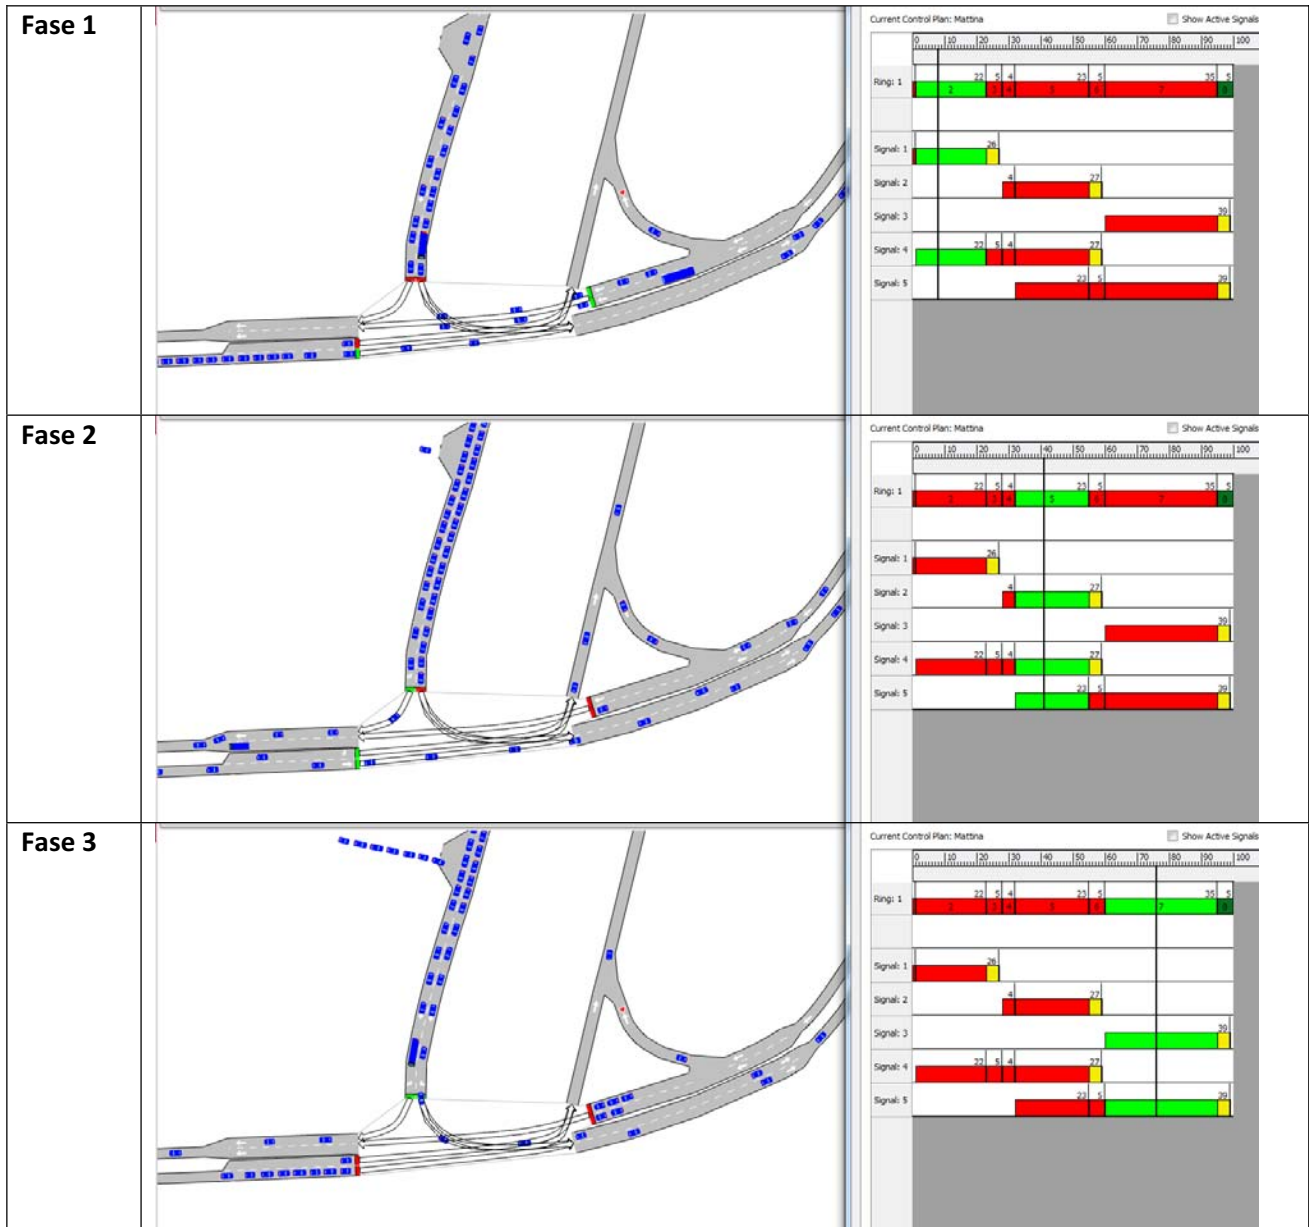 Fase 1
Current Control Plan: Mattina Show Active Signals
0 10 20 30 40 50 60 70 80 90 100
22 5 4 23 5 35 5
Ring: 1 2 3 4 5 6 7 8
26
Signal: 1
4 27
Signal: 2
39
Signal: 3
22 5 4 27
Signal: 4
23 5 39
Signal: 5
Fase 2
Current Control Plan: Mattina Show Active Signals
0 10 20 30 40 50 60 70 80 90 100
22 5 4 23 5 35 5
Ring: 1 2 3 4 5 6 7 8
26
Signal: 1
4 27
Signal: 2
39
Signal: 3
22 5 4 27
Signal: 4
23 5 39
Signal: 5
Fase 3
Current Control Plan: Mattina Show Active Signals
0 10 20 30 40 50 60 70 80 90 100
22 5 4 23 5 35 5
Ring: 1 2 3 4 5 6 7 8
26
Signal: 1
4 27
Signal: 2
39
Signal: 3
22 5 4 27
Signal: 4
23 5 39
Signal: 5